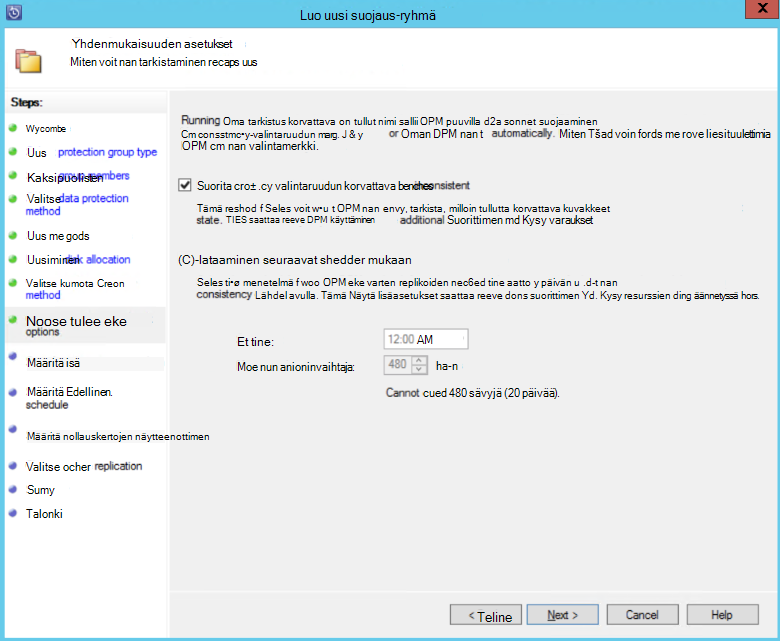 Luo uusi suojaus-ryhmä
X
Yhdenmukaisuuden asetukset
Miten voit nan tarkistaminen recaps uus
Steps:
Wycombe
Uus protection group type
Kaksipuolisten group members
Valitse data protection
method
Uus me gods
Uusiminen disk allocation
Valitse kumota Creon
method
Noose tulee eke
options
Määritä isä
Määritä Edellinen.
schedule
Määritä nollauskertojen näytteenottimen
Valitse ocher replication
Sumy
Talonki
Running Oma tarkistus korvattava on tullut nimi sallii OPM puuvilla d2a sonnet suojaaminen
Cm consstmc•y-valintaruudun marg. J & y or Oman DPM nan t automatically. Miten Tšad voin fords me rove liesituulettimia
OPM cm nan valintamerkki.
Suorita cro± .cy valintaruudun korvattava
Tämä reshod f Seles voit w•u t OPM nan envy, tarkista, milloin tullutta korvattava kuvakkeet
state. TIES saattaa reeve DPM käyttäminen additional Suorittimen md Kysy varaukset
(C)-lataaminen seuraavat shedder mukaan
Seles ti•ø menetelmä f woo OPM eke varten replikoiden nec6ed tine aatto y päivän u .d-t nan
consistency Lähdel avulla. Tämä Näytä lisäasetukset saattaa reeve dons suorittimen Yd. Kysy resurssien ding äännetyssä hors.
Et tine:
12:00 AM
Moe nun anioninvaihtaja:
480
ha-n
Cannot cued 480 sävyjä (20 päivää).
< Teline
Next >
Cancel
Help